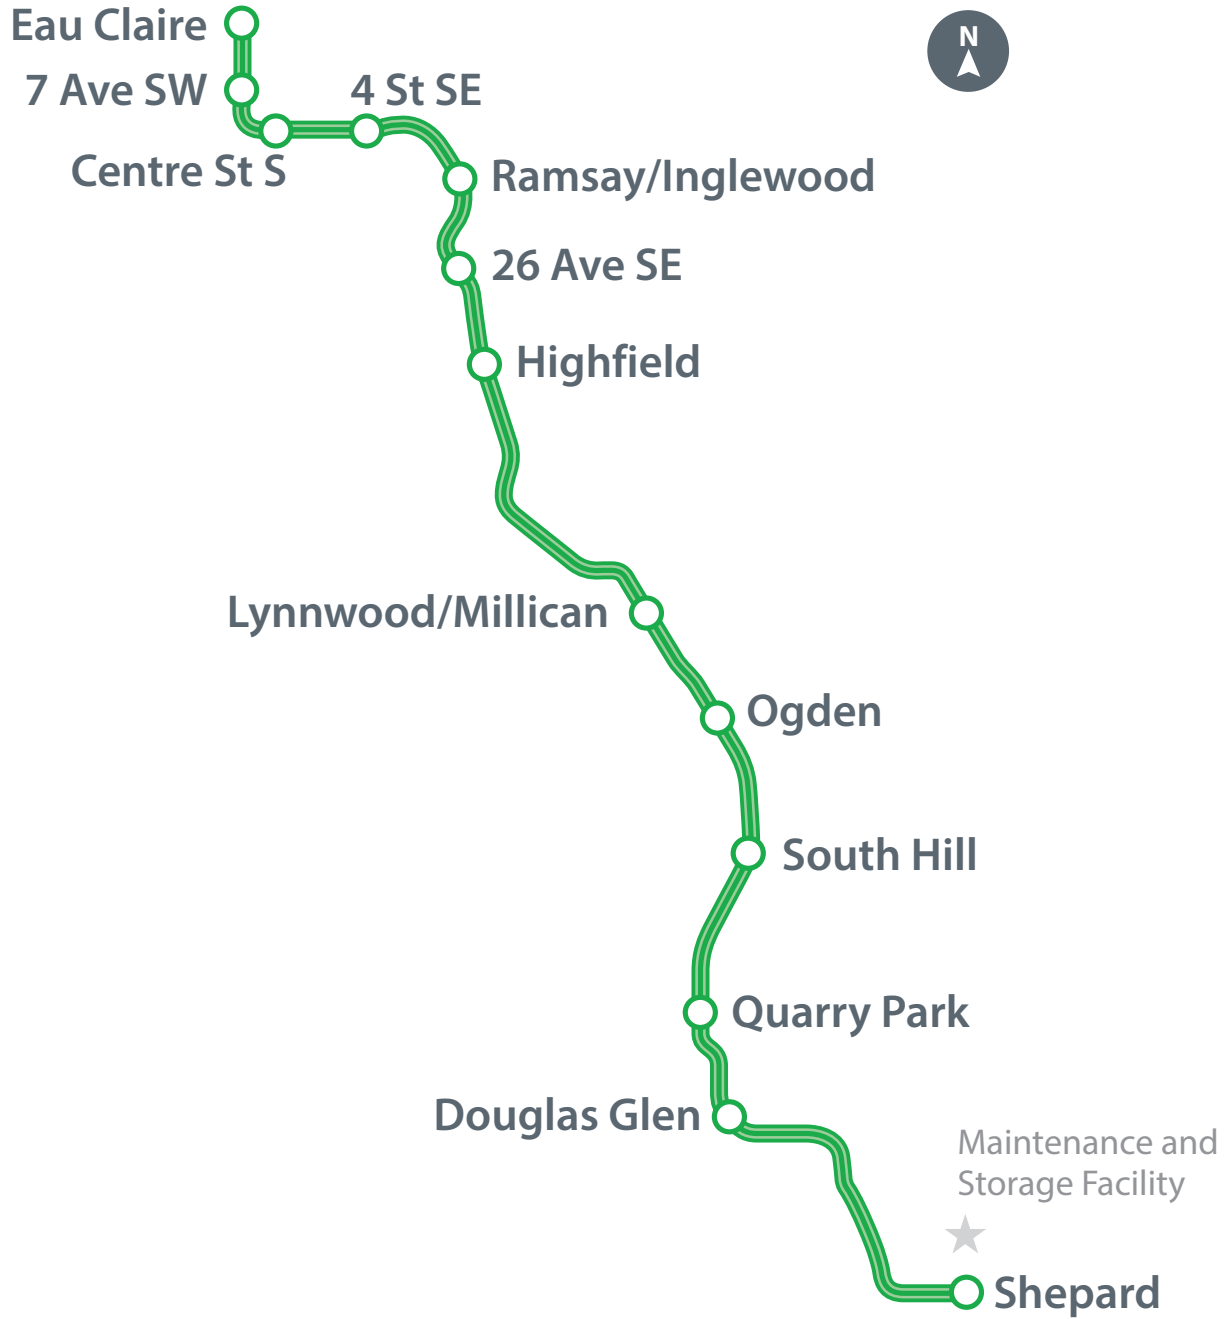 Eau Claire
N
7 Ave SW
4 St SE
Centre St S
Ramsay/Inglewood
26 Ave SE
Highfield
Lynnwood/Millican
Ogden
South Hill
Quarry Park
Douglas Glen
Maintenance and
Storage Facility
Shepard